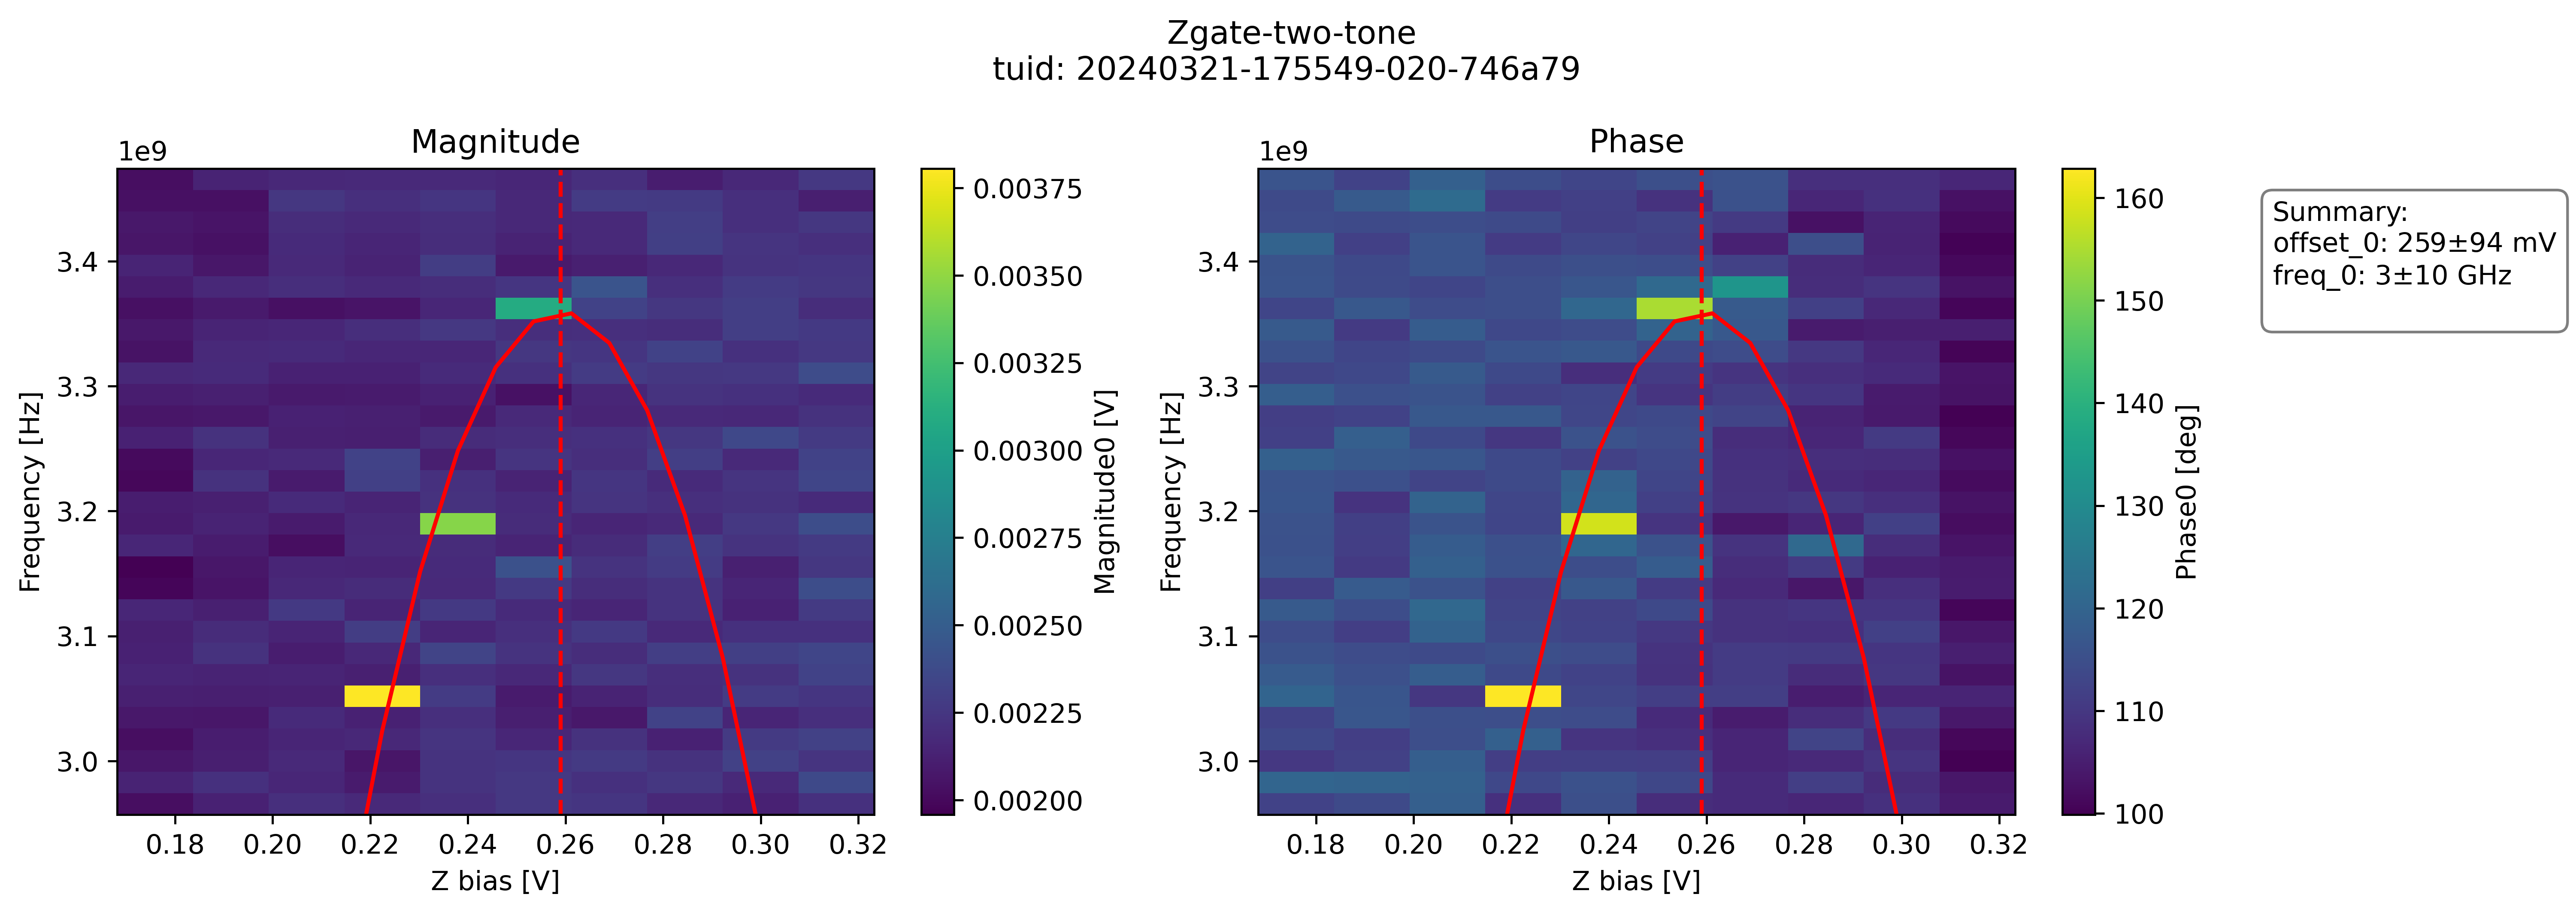 Zgate-two-tone
tuid: 20240321-175549-020-746a79
Magnitude
1e9
3.4
3.3
3.2
3.1
3.0
Frequency [Hz]
0.18 0.20 0.22 0.24 0.26 0.28 0.30 0.32
Z bias [V]
0.00375
0.00350
0.00325
0.00300
0.00275
0.00250
0.00225
0.00200
Magnitude0 [V]
Phase
1e9
3.4
3.3
3.2
3.1
3.0
Frequency [Hz]
0.18 0.20 0.22 0.24 0.26 0.28 0.30 0.32
Z bias [V]
160
150
140
130
120
110
100
Phase0 [deg]
Summary:
offset_0: 259±94 mV
freq_0: 3±10 GHz